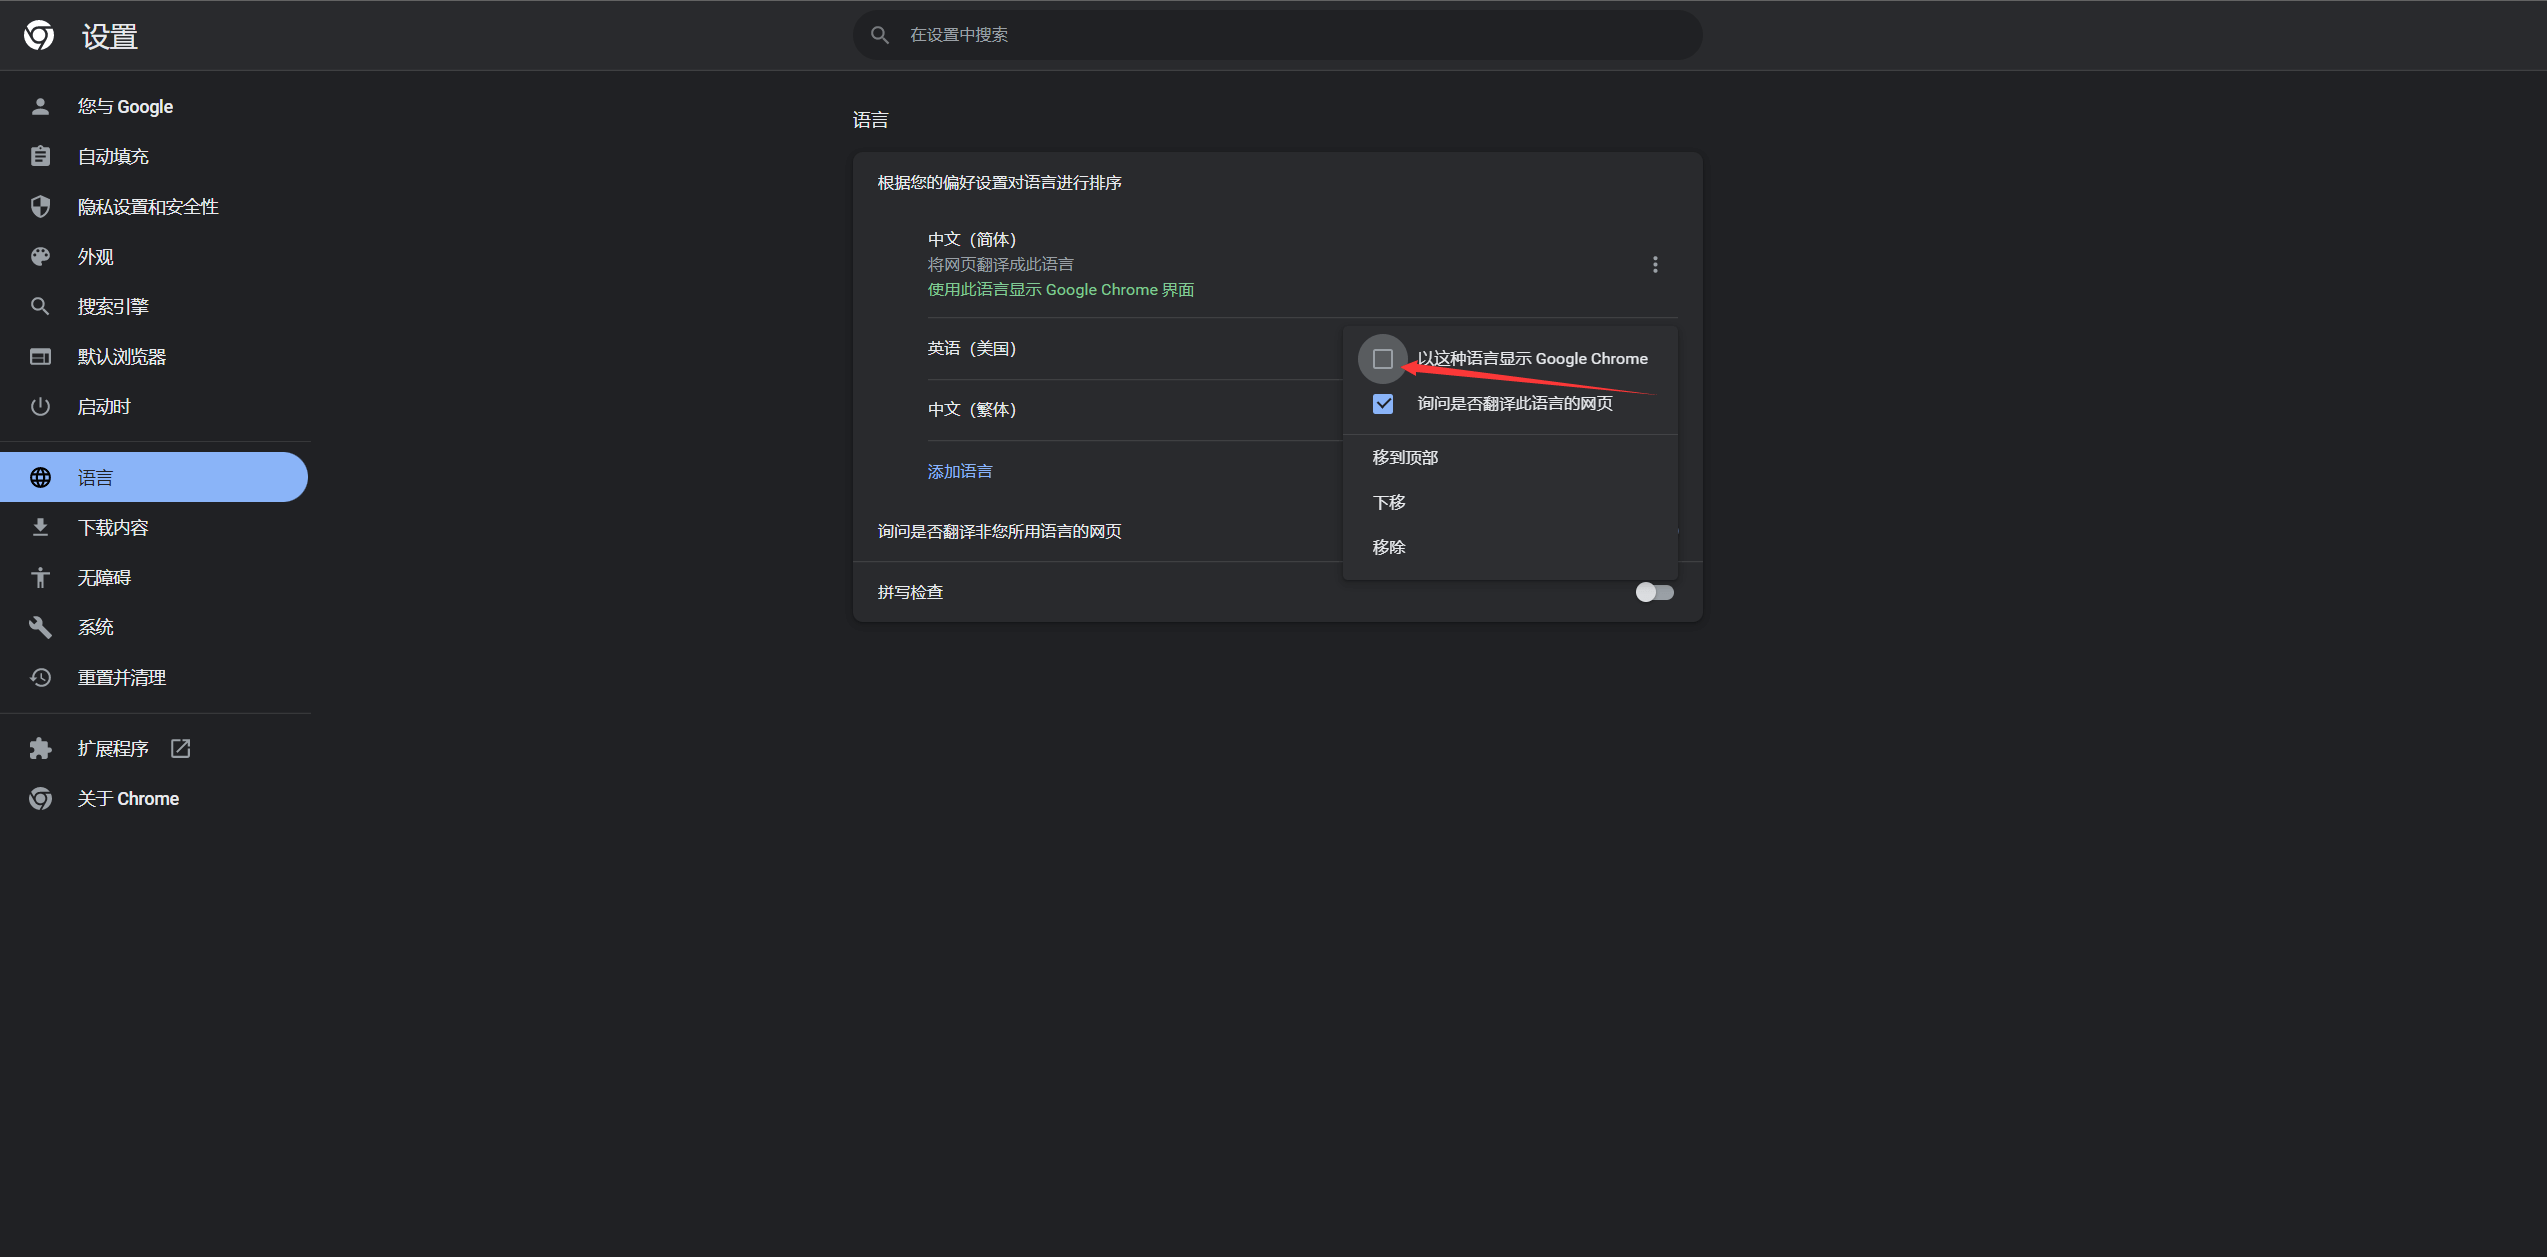 设置
在设置中搜索
您与 Google
自动填充
隐私设置和安全性
外观
搜索引擎
默认浏览器
启动时
语言
下载内容
无障碍
系统
重置并清理
扩展程序
关于 Chrome
语言
根据您的偏好设置对语言进行排序
中文（简体）
将网页翻译成此语言
使用此语言显示 Google Chrome 界面
英语（美国）
中文（繁体）
添加语言
以这种语言显示 Google Chrome
询问是否翻译此语言的网页
移到顶部
下移
移除
询问是否翻译非您所用语言的网页
拼写检查